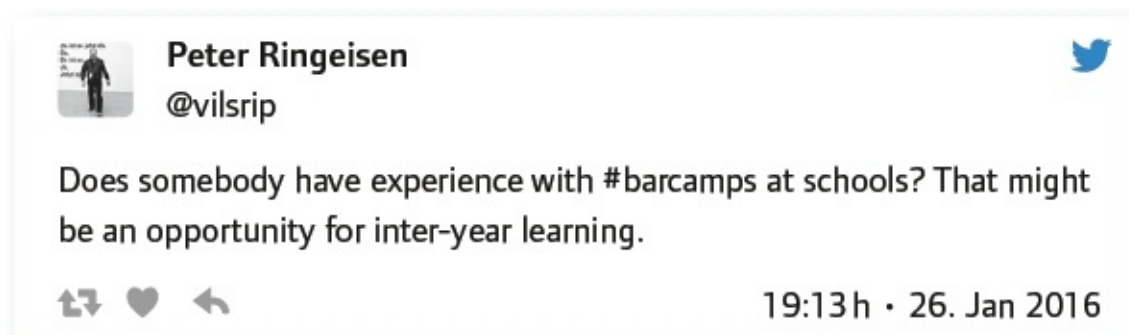 Peter Ringeisen
@vilsrip
Does somebody have experience with #barcamps at schools? That might
be an opportunity for inter-year learning.
19:13 h · 26. Jan 2016